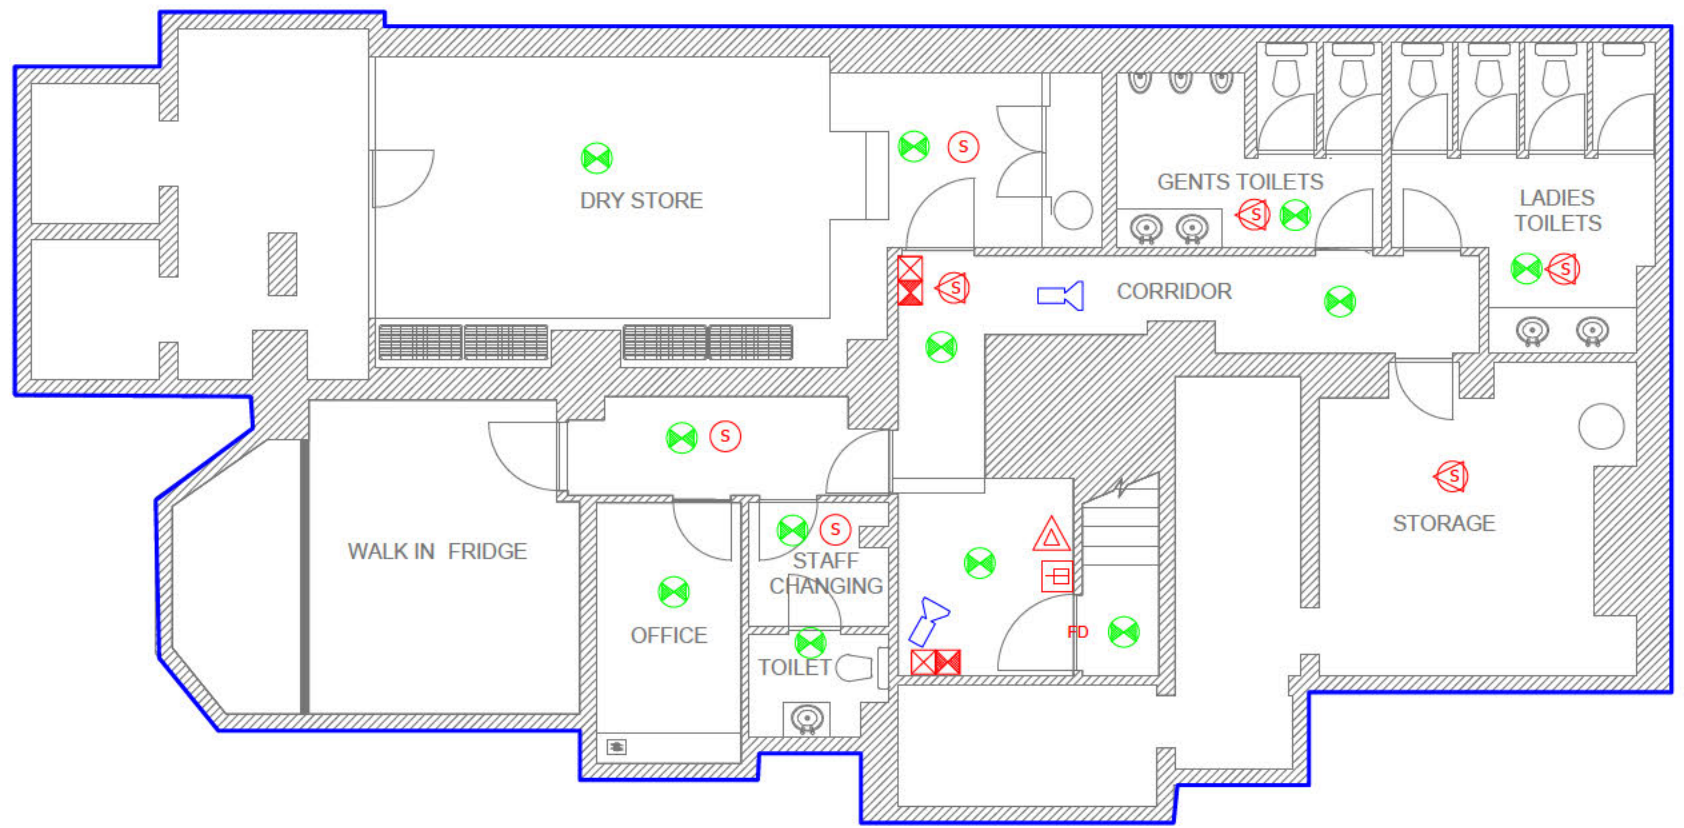 S
DRY STORE
GENTS TOILETS
LADIES
TOILETS
S
S
S
CORRIDOR
S
S
S
STORAGE
S
STAFF
CHANGING
WALK IN FRIDGE
OFFICE
FD
TOILET